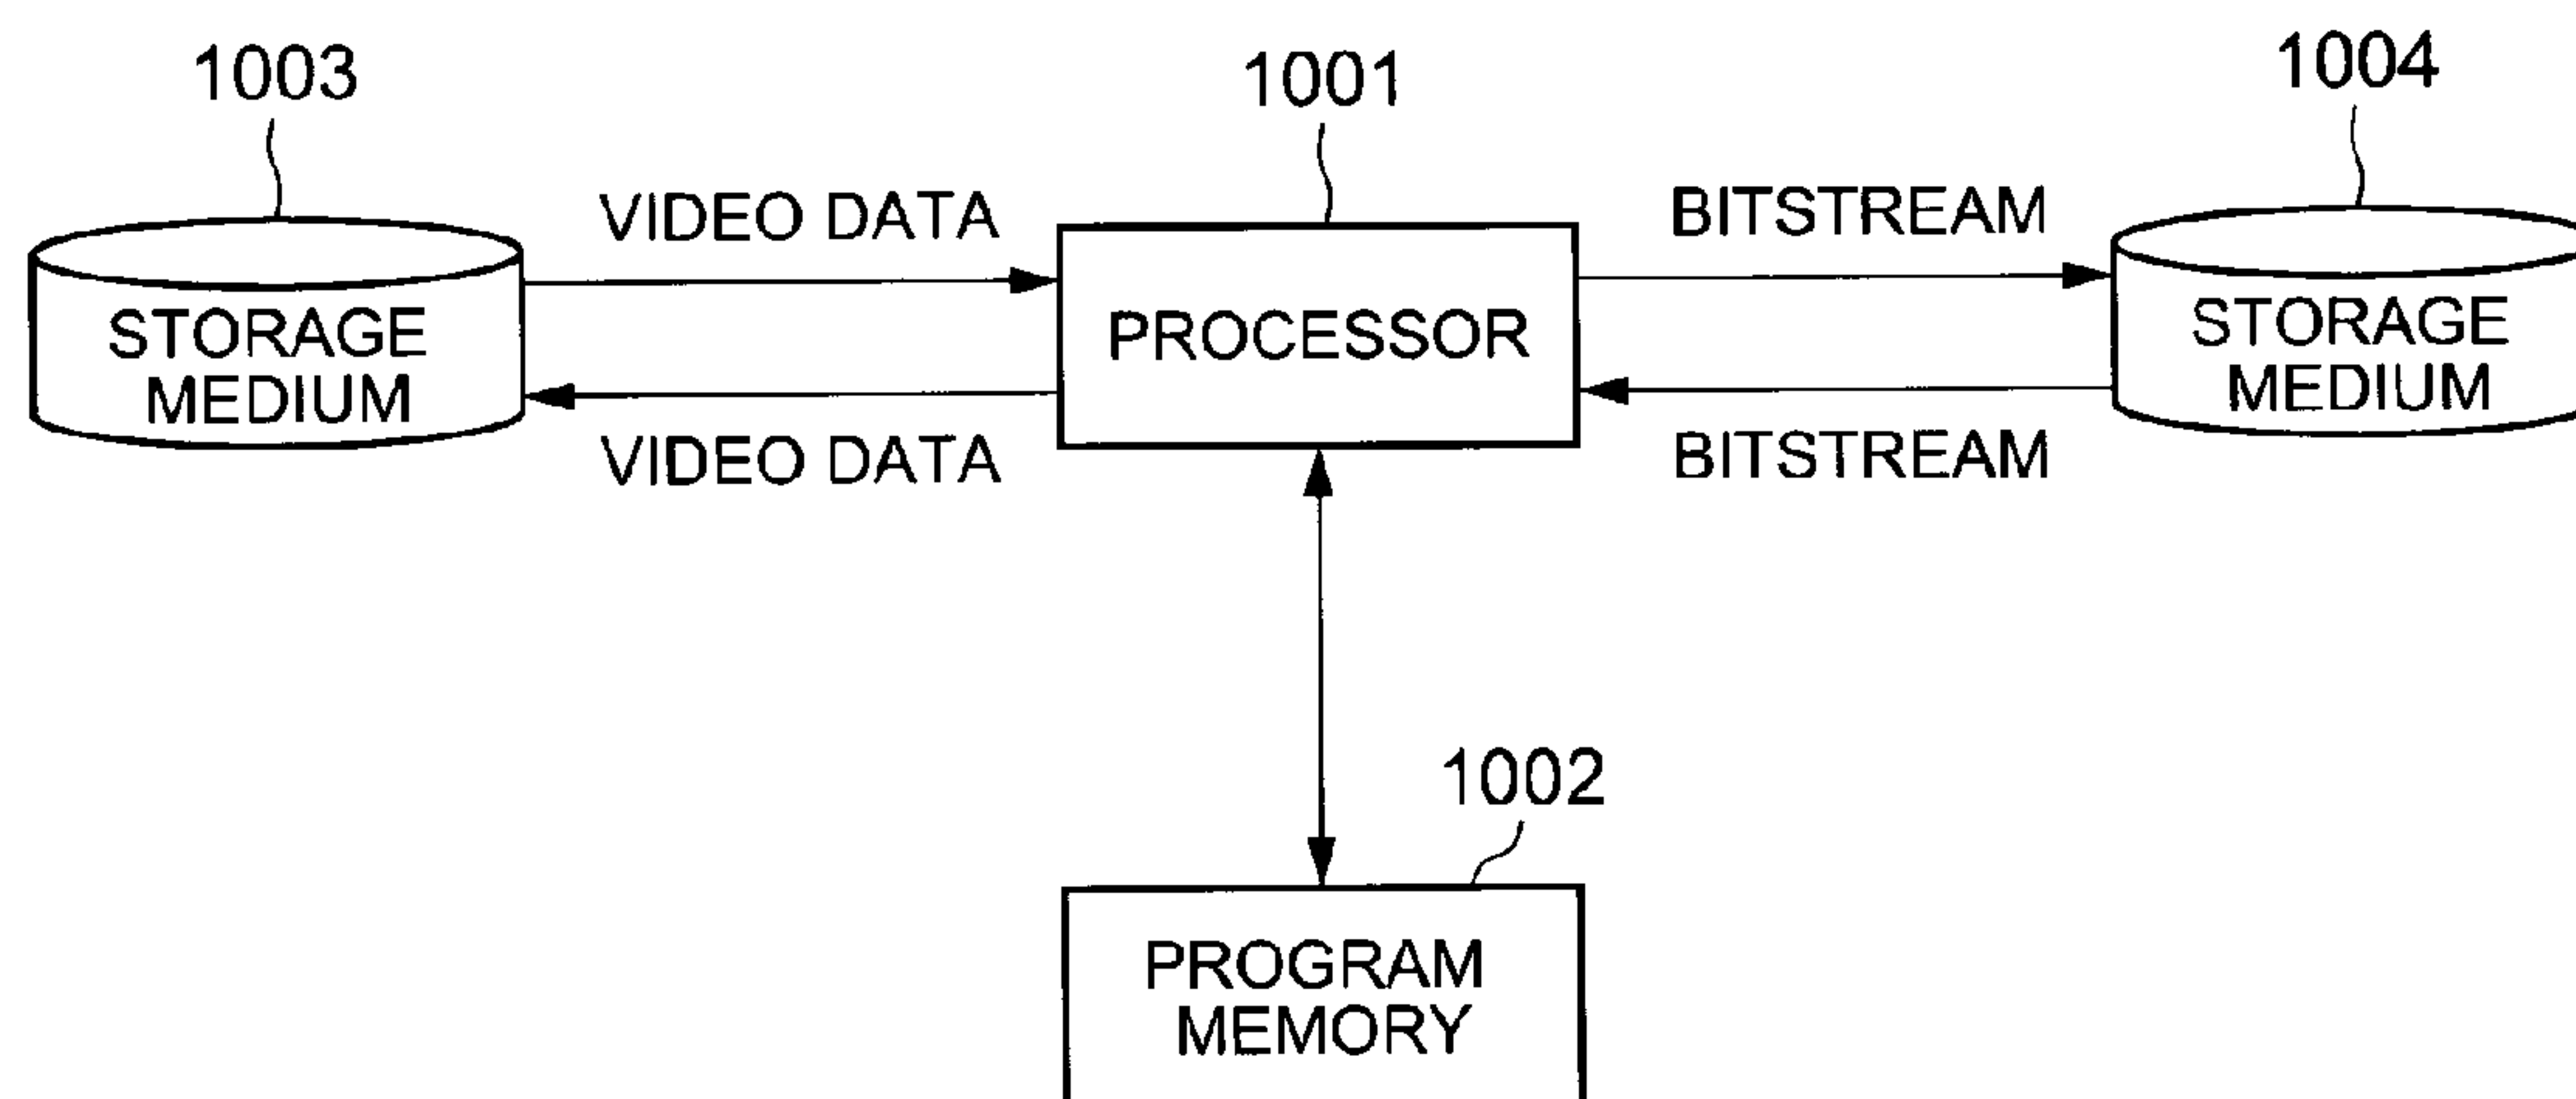 1003
1001
1004
VIDEO DATA
BITSTREAM
STORAGE
MEDIUM
PROCESSOR
STORAGE
MEDIUM
VIDEO DATA
BITSTREAM
1002
PROGRAM
MEMORY